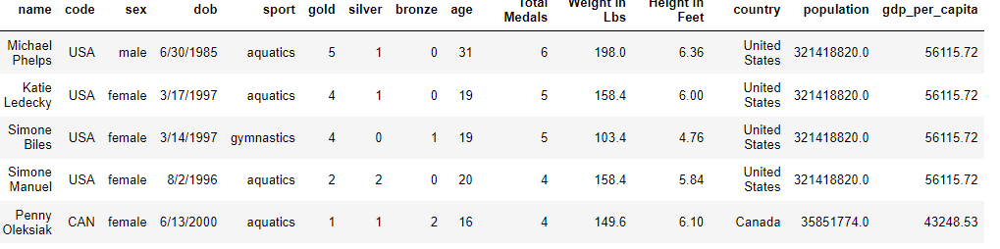 name code sex dob sport gold silver bronze age Total Medals Weight in Lbs Height in Feet country population gdp_per_capita
Michael Phelps USA male 6/30/1985 aquatics 5 1 0 31 6 198.0 6.36 United States 321418820.0 56115.72
Katie Ledecky USA female 3/17/1997 aquatics 4 1 0 19 5 158.4 6.00 United States 321418820.0 56115.72
Simone Biles USA female 3/14/1997 gymnastics 4 0 1 19 5 103.4 4.76 United States 321418820.0 56115.72
Simone Manuel USA female 8/2/1996 aquatics 2 2 0 20 4 158.4 5.84 United States 321418820.0 56115.72
Penny Oleksiak CAN female 6/13/2000 aquatics 1 1 2 16 4 149.6 6.10 Canada 35851774.0 43248.53